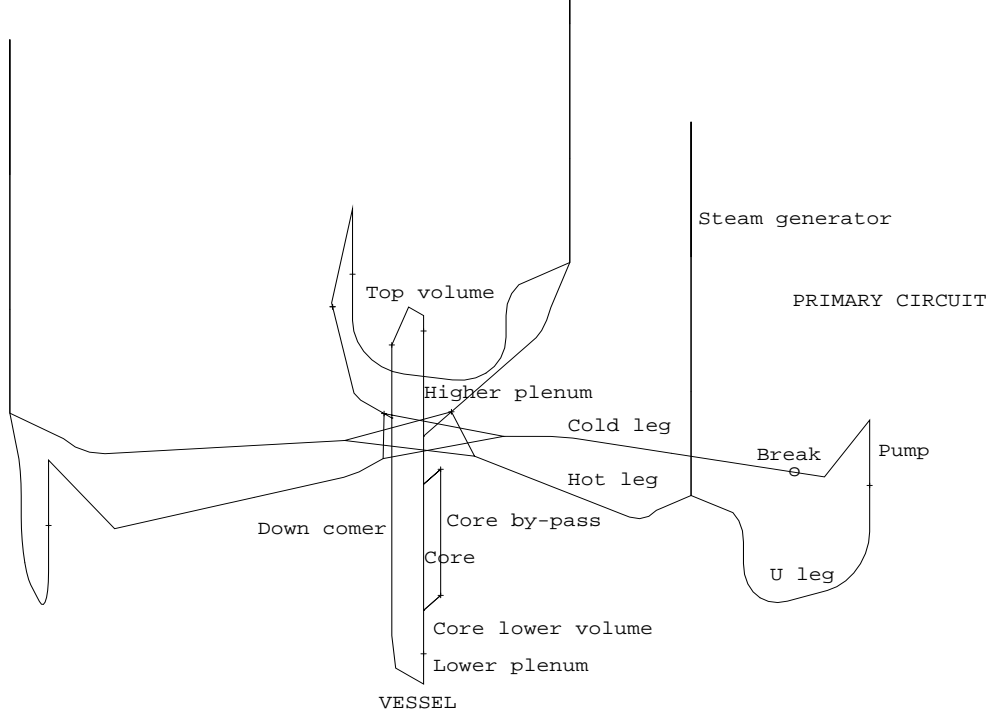 Steam generator
Top volume
PRIMARY CIRCUIT
Higher plenum
Cold leg
Break
Pump
Hot leg
Core by-pass
Down comer
Core
U leg
Core lower volume
Lower plenum
VESSEL